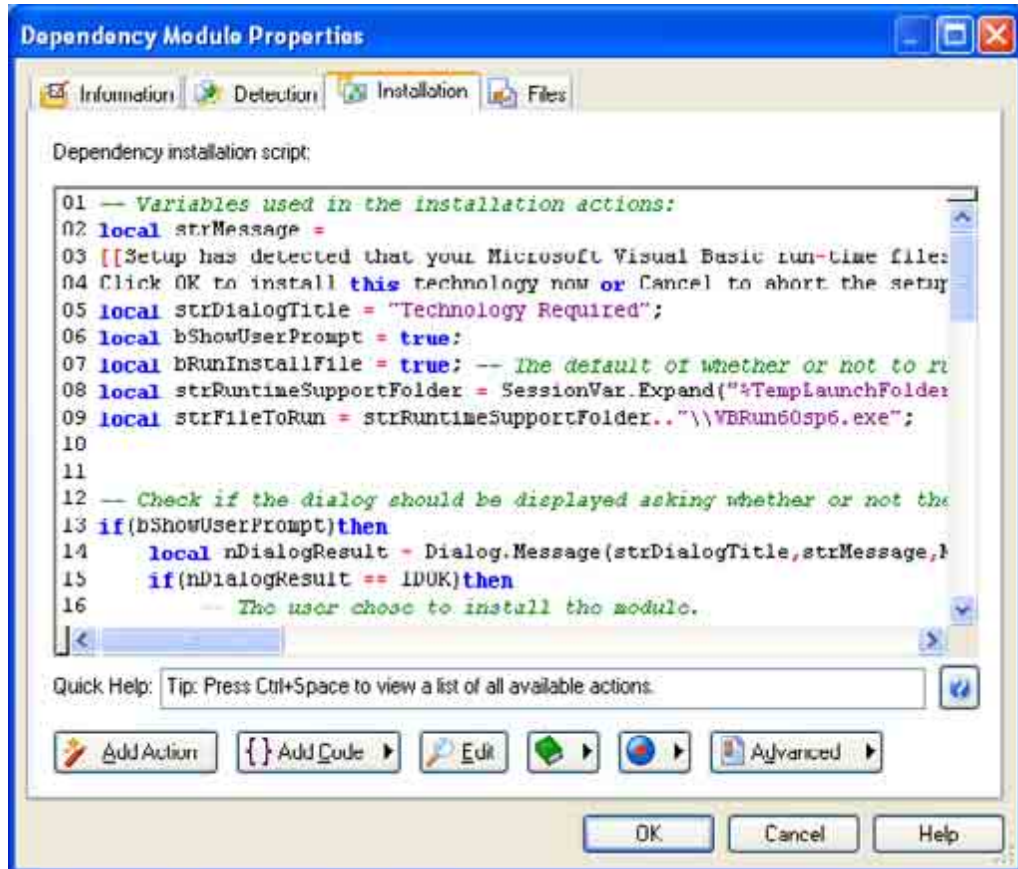 Dependency Module Properties
Information Detection Installation Files
Dependency installation script:
01 -- Variables used in the installation actions:
02 local strMessage =
03 [[Setup has detected that your Microsoft Visual Basic run-time files
04 Click OK to install this technology now or Cancel to abort the setup
05 local strDialogTitle = "Technology Required";
06 local bShowUserPrompt = true;
07 local bRunInstallFile = true; -- The default of whether or not to ru
08 local strRuntimeSupportFolder = SessionVar.Expand("%TempLaunchFolder
09 local strFileToRun = strRuntimeSupportFolder.."\\VBRun60sp6.exe";
10
11
12 -- Check if the dialog should be displayed asking whether or not the
13 if(bShowUserPrompt)then
14 local nDialogResult = Dialog.Message(strDialogTitle,strMessage,M
15 if(nDialogResult == IDOK)then
16 -- The user chose to install the module.
Quick Help: Tip: Press Ctrl+Space to view a list of all available actions.
Add Action { } Add Code Edit Advanced
OK Cancel Help